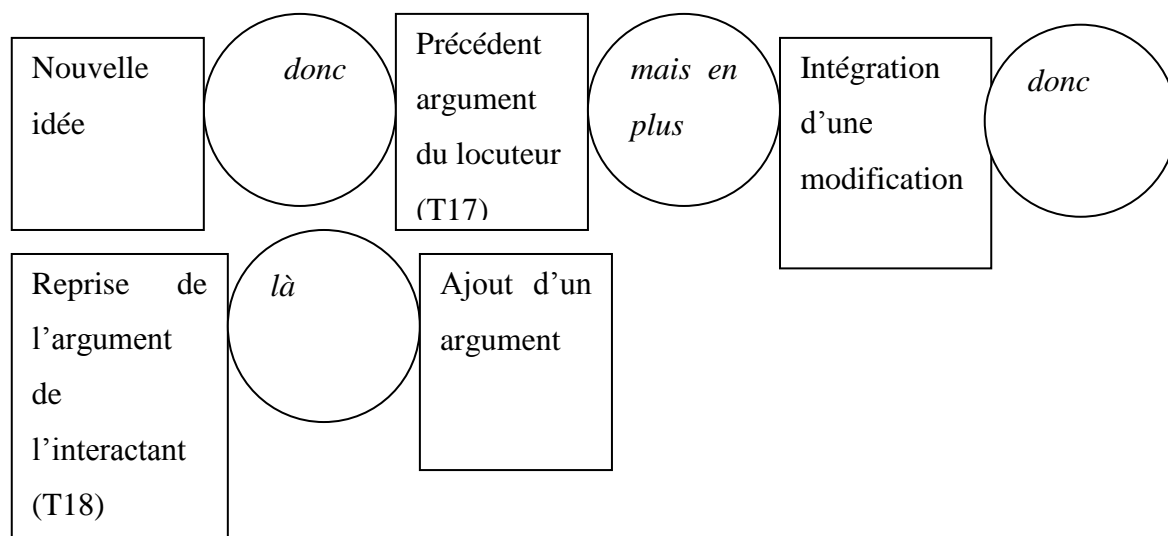 Nouvelle
idée
donc
Précédent
argument
du locuteur
(T17)
mais en
plus
Intégration
d’une
modification
donc
Reprise de
l’argument
de
l’interactant
(T18)
là
Ajout d’un
argument